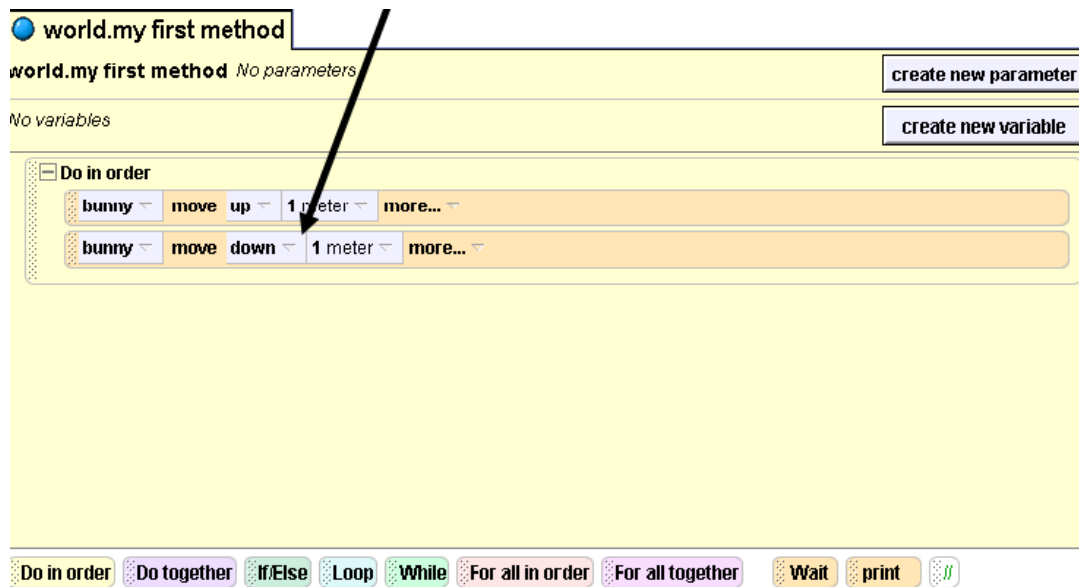 world.my first method
world.my first method No parameters
create new parameter
No variables
create new variable
Do in order
bunny move up 1 meter more...
bunny move down 1 meter more...
Do in order Do together If/Else Loop While For all in order For all together Wait print //